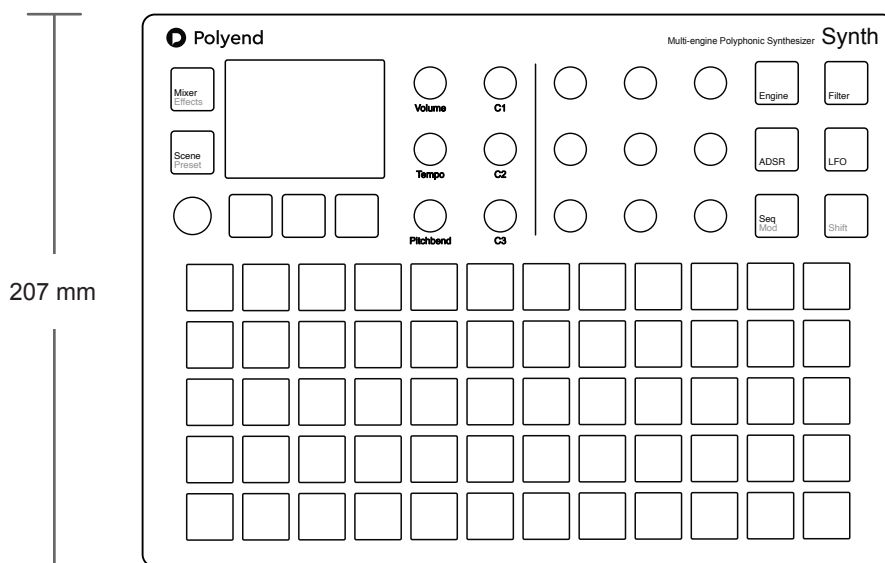 Polyend
Multi-engine Polyphonic Synthesizer Synth
Mixer
Effects
Volume
C1
Engine
Filter
Scene
Preset
Tempo
C2
ADSR
LFO
Pitchbend
C3
Seq
Mod
Shift
207 mm